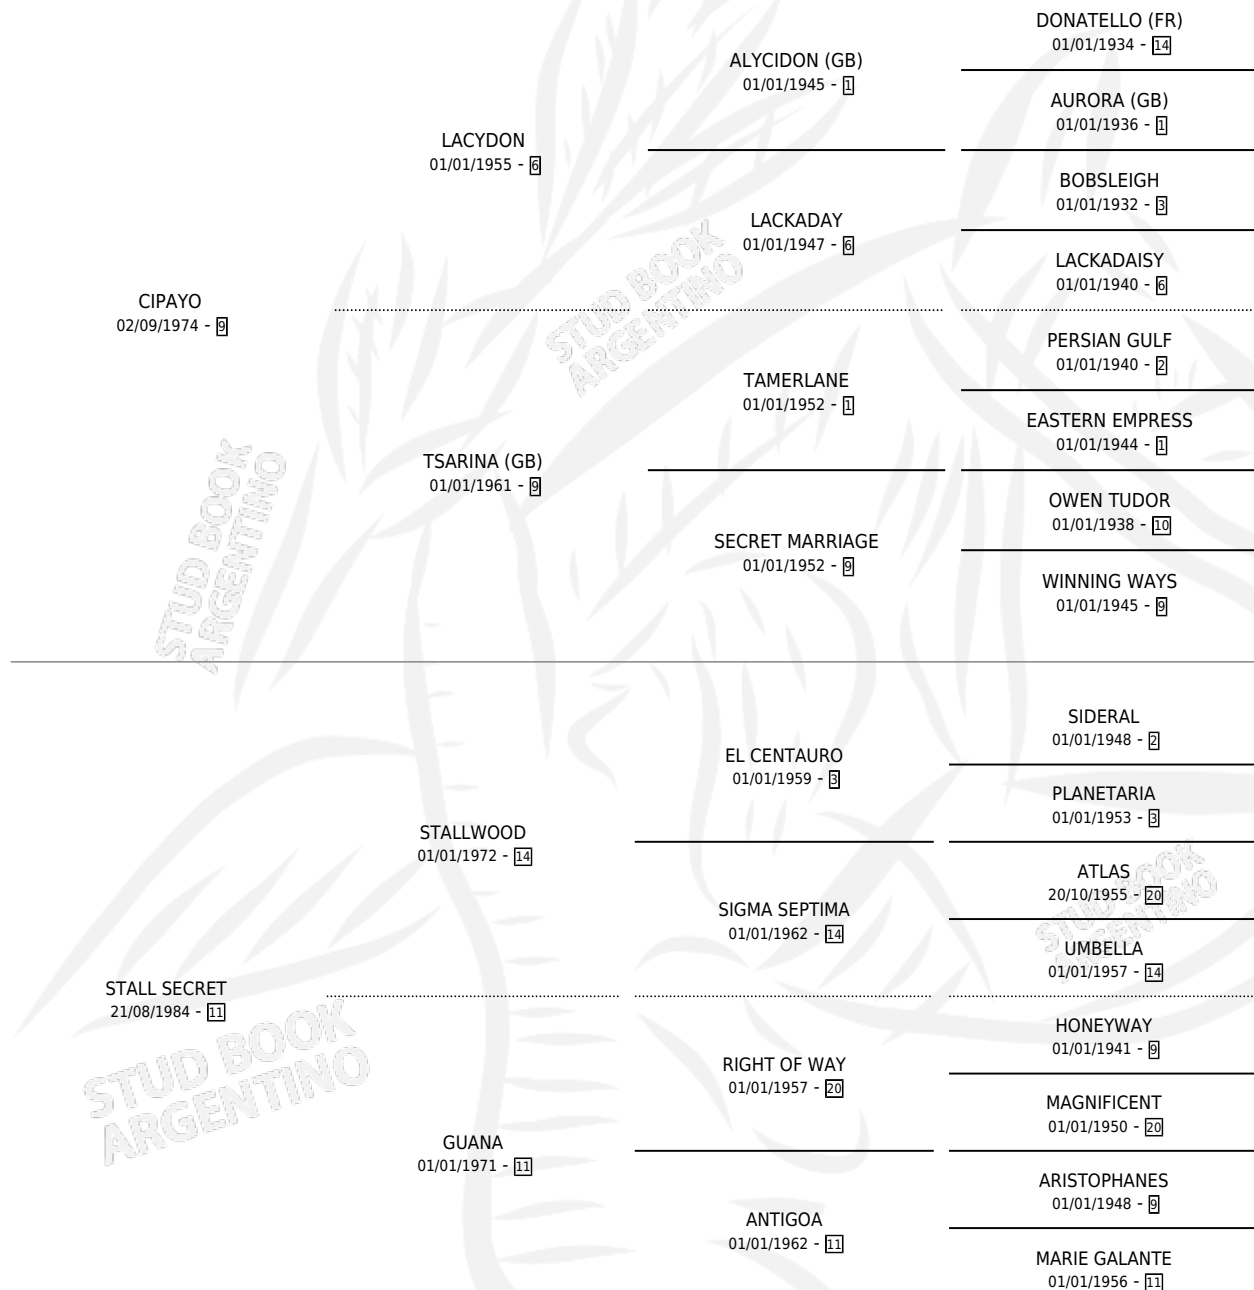 DONATELLO (FR)
01/01/1934 - 14
ALYCIDON (GB)
01/01/1945 - 1
AURORA (GB)
01/01/1936 - 1
LACYDON
01/01/1955 - 6
BOBSLEIGH
01/01/1932 - 3
LACKADAY
01/01/1947 - 6
LACKADAISY
01/01/1940 - 6
CIPAYO
02/09/1974 - 9
PERSIAN GULF
01/01/1940 - 2
TAMERLANE
01/01/1952 - 1
EASTERN EMPRESS
01/01/1944 - 1
TSARINA (GB)
01/01/1961 - 9
OWEN TUDOR
01/01/1938 - 10
SECRET MARRIAGE
01/01/1952 - 9
WINNING WAYS
01/01/1945 - 9
SIDERAL
01/01/1948 - 2
EL CENTAURO
01/01/1959 - 3
PLANETARIA
01/01/1953 - 3
STALLWOOD
01/01/1972 - 14
ATLAS
20/10/1955 - 20
SIGMA SEPTIMA
01/01/1962 - 14
UMBELLA
01/01/1957 - 14
STALL SECRET
21/08/1984 - 11
HONEYWAY
01/01/1941 - 9
RIGHT OF WAY
01/01/1957 - 20
MAGNIFICENT
01/01/1950 - 20
GUANA
01/01/1971 - 11
ARISTOPHANES
01/01/1948 - 9
ANTIGOA
01/01/1962 - 11
MARIE GALANTE
01/01/1956 - 11
STUD BOOK
ARGENTINO
STUD BOOK
ARGENTINO
STUD BOOK
ARGENTINO
STUD BOOK
ARGENTINO